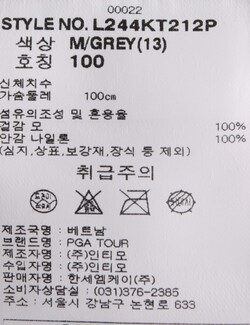 00022
STYLE NO. L244KT212P
색상 M/GREY(13)
호칭 100
신체치수
가슴둘레 100cm
섬유의조성 및 혼용율
겉감 모 100%
안감 나일론 100%
(심지,상표,보강재,장식 등 제외)
취급주의
제조국명 : 베트남
브랜드명 : PGA TOUR
제조자명 : (주)인티모
수입자명 : (주)인티모
판매자명 : 한세엠케이(주)
소비자상담실 : (031)376-2385
주소 : 서울시 강남구 논현로 633